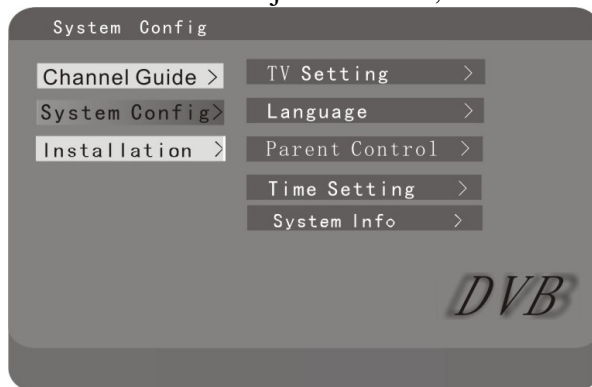 System Config
Channel Guide >
System Config>
Installation >
TV Setting >
Language >
Parent Control >
Time Setting >
System Info >
DVB